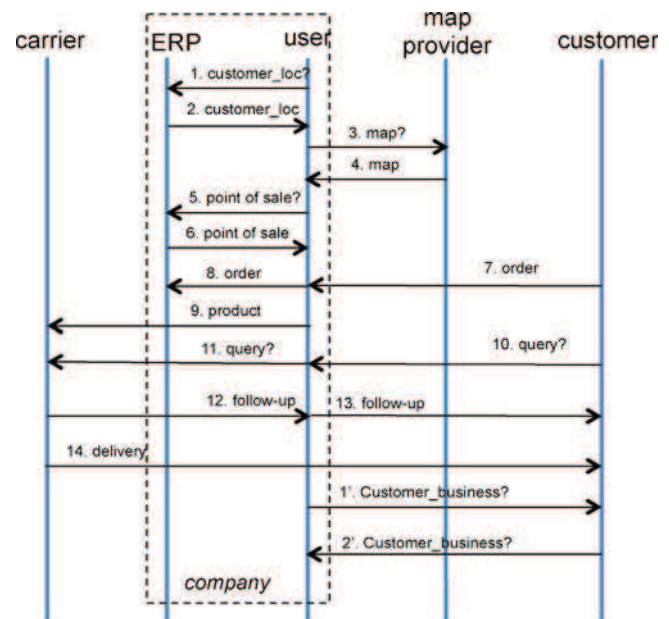 carrier
ERP
user
map
provider
customer
1. customer_loc?
2. customer_loc
3. map?
4. map
5. point of sale?
6. point of sale
7. order
8. order
9. product
10. query?
11. query?
12. follow-up
13. follow-up
14. delivery
1'. Customer_business?
2'. Customer_business?
company